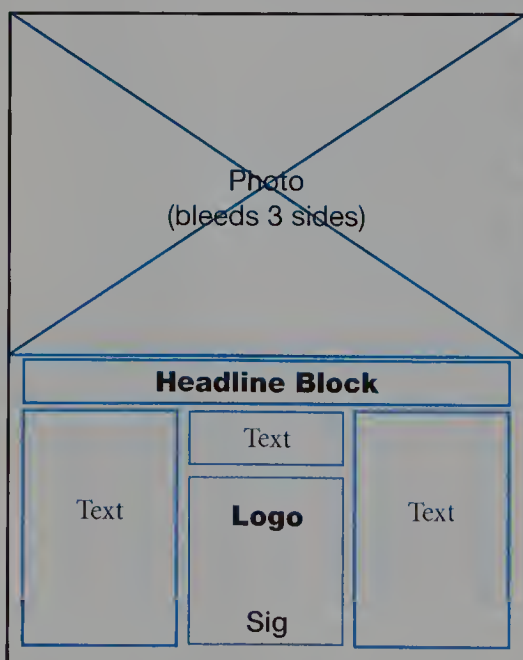 Photo
(bleeds 3 sides)
Headline Block
Text
Text
Logo
Sig
Text